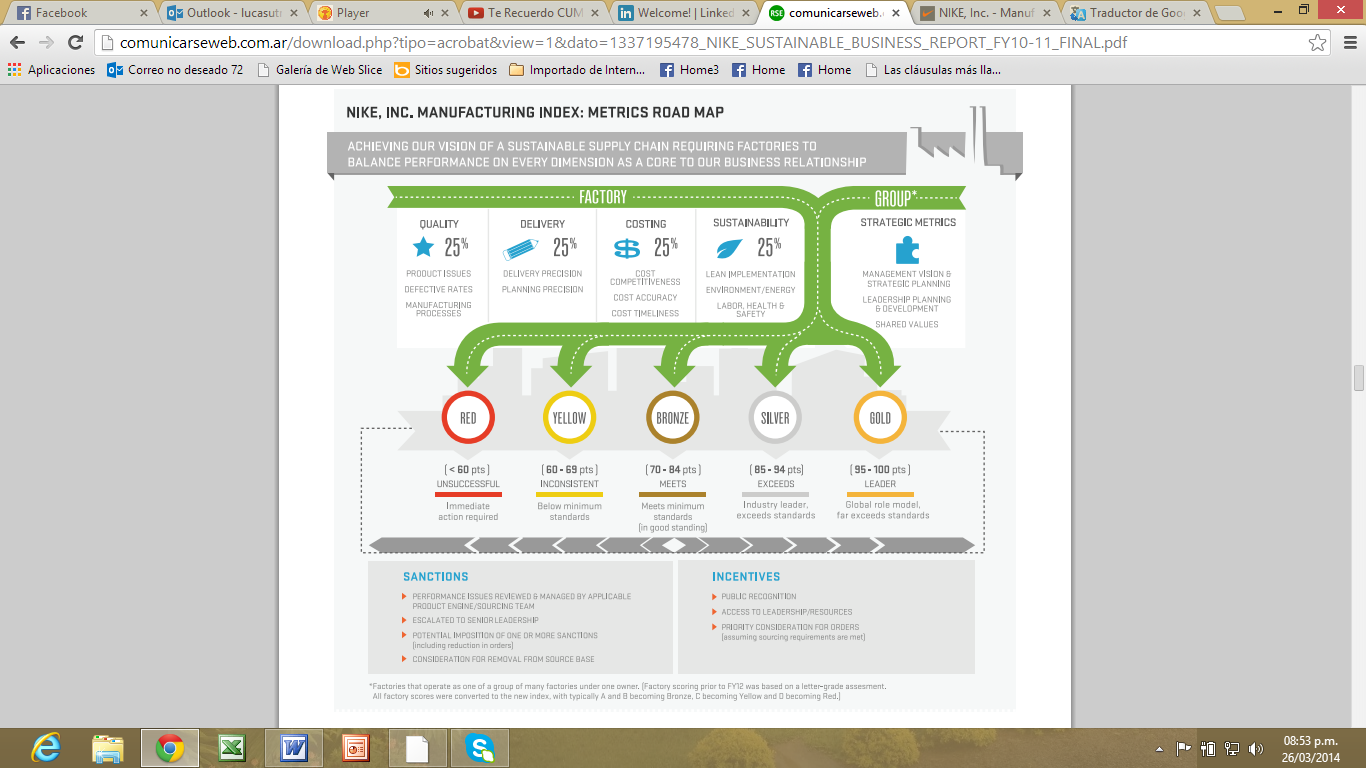 Facebook
Outlook - lucasut
Player
Te Recuerdo CUM
Welcome! | Linked
RSE
comunicarseweb.
NIKE, Inc. - Manuf
Traductor de Goo
comunicarseweb.com.ar/download.php?tipo=acrobat&view=1&dato=1337195478_NIKE_SUSTAINABLE_BUSINESS_REPORT_FY10-11_FINAL.pdf
Aplicaciones
Correo no deseado 72
Galería de Web Slice
Sitios sugeridos
Importado de Intern...
Home3
Home
Home
Las cláusulas más lla...
NIKE, INC. MANUFACTURING INDEX: METRICS ROAD MAP
ACHIEVING OUR VISION OF A SUSTAINABLE SUPPLY CHAIN REQUIRING FACTORIES TO
BALANCE PERFORMANCE ON EVERY DIMENSION AS A CORE TO OUR BUSINESS RELATIONSHIP
FACTORY
GROUP*
QUALITY
25%
PRODUCT ISSUES
DEFECTIVE RATES
MANUFACTURING
PROCESSES
DELIVERY
25%
DELIVERY PRECISION
PLANNING PRECISION
COSTING
$ 25%
COST
COMPETITIVENESS
COST ACCURACY
COST TIMELINESS
SUSTAINABILITY
25%
LEAN IMPLEMENTATION
ENVIRONMENT/ENERGY
LABOR, HEALTH &
SAFETY
STRATEGIC METRICS
MANAGEMENT VISION &
STRATEGIC PLANNING
LEADERSHIP PLANNING
& DEVELOPMENT
SHARED VALUES
RED
(< 60 pts)
UNSUCCESSFUL
Immediate
action required
YELLOW
(60 - 69 pts)
INCONSISTENT
Below minimum
standards
BRONZE
(70 - 84 pts)
MEETS
Meets minimum
standards
(in good standing)
SILVER
(85 - 94 pts)
EXCEEDS
Industry leader,
exceeds standards
GOLD
(95 - 100 pts)
LEADER
Global role model,
far exceeds standards
SANCTIONS
PERFORMANCE ISSUES REVIEWED & MANAGED BY APPLICABLE
PRODUCT ENGINE/SOURCING TEAM
ESCALATED TO SENIOR LEADERSHIP
POTENTIAL IMPOSITION OF ONE OR MORE SANCTIONS
(including reduction in orders)
CONSIDERATION FOR REMOVAL FROM SOURCE BASE
INCENTIVES
PUBLIC RECOGNITION
ACCESS TO LEADERSHIP/RESOURCES
PRIORITY CONSIDERATION FOR ORDERS
(assuming sourcing requirements are met)
*Factories that operate as one of a group of many factories under one owner. (Factory scoring prior to FY12 was based on a letter-grade assesment.
All factory scores were converted to the new index, with typically A and B becoming Bronze, C becoming Yellow and D becoming Red.)
08:53 p.m.
26/03/2014